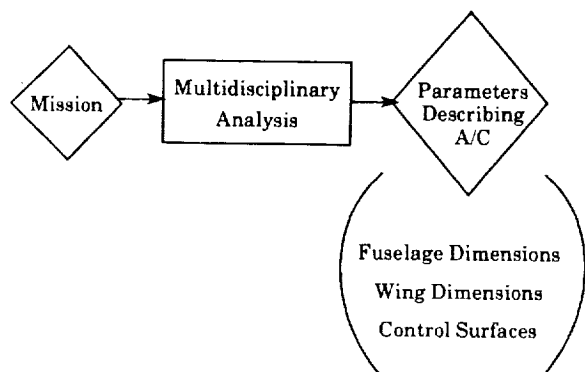 Mission
Multidisciplinary
Analysis
Parameters
Describing
A/C
Fuselage Dimensions
Wing Dimensions
Control Surfaces